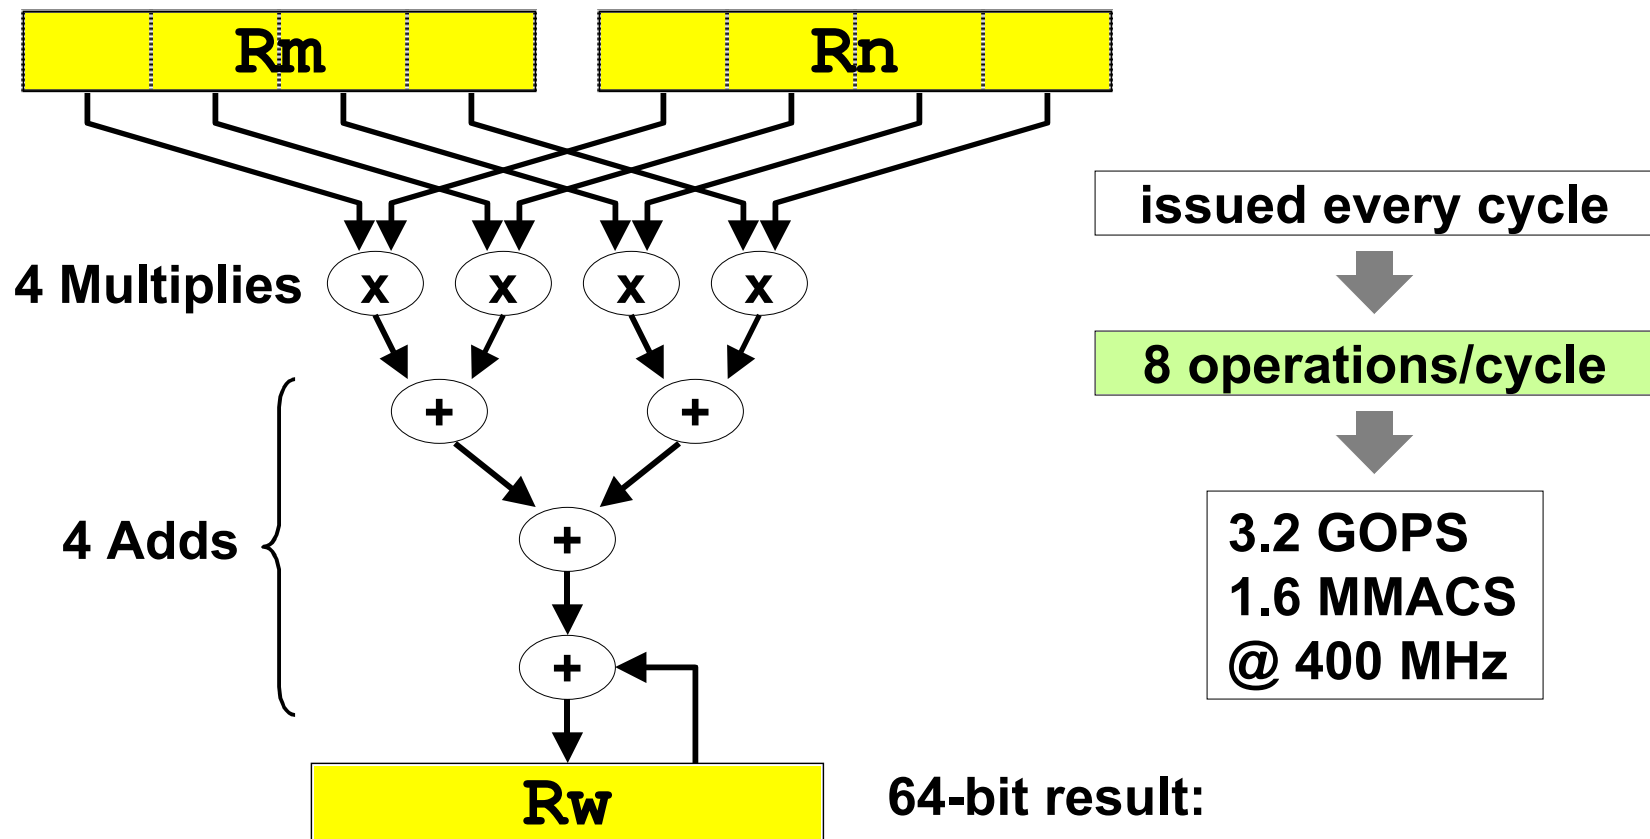 Rm
Rn
issued every cycle
4 Multiplies
x x x x
8 operations/cycle
+ +
4 Adds
+
3.2 GOPS
1.6 MMACS
@ 400 MHz
+
Rw
64-bit result: